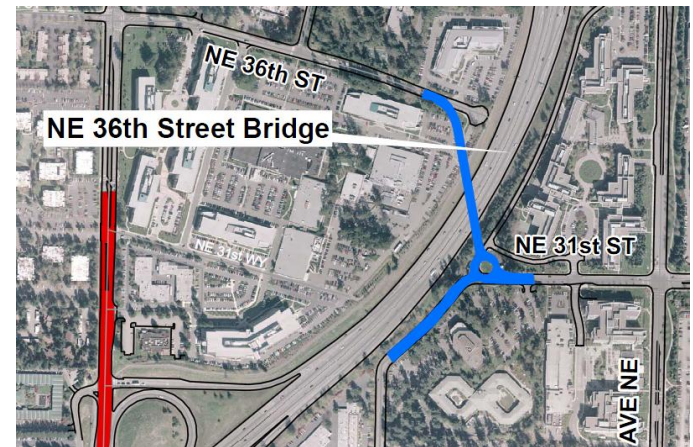 NE 36th ST
NE 36th Street Bridge
NE 31st WY
NE 31st ST
AVE NE